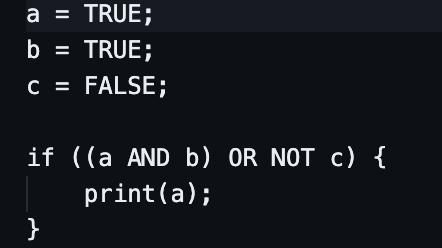 a = TRUE;
b = TRUE;
c = FALSE;

if ((a AND b) OR NOT c) {
    print(a);
}